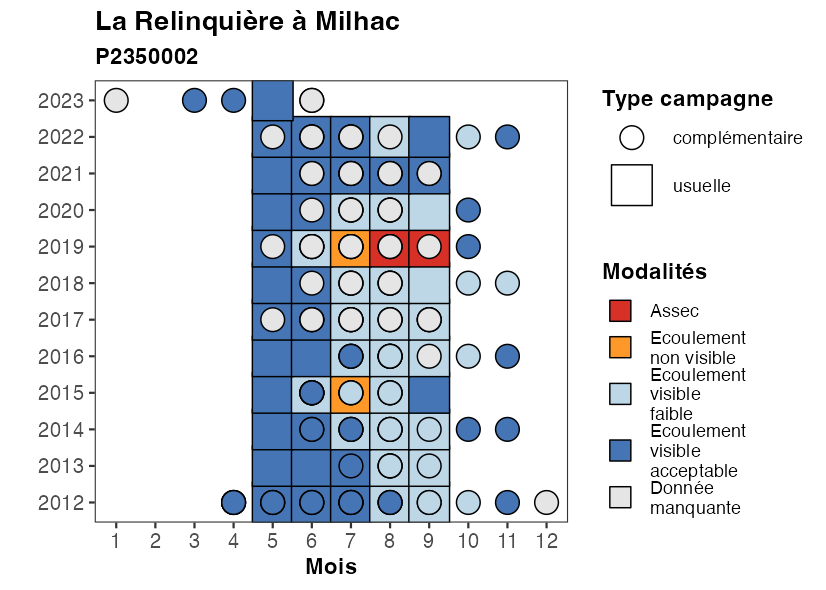 La Relinquière à Milhac
P2350002
2023
2022
2021
2020
2019
2018
2017
2016
2015
2014
2013
2012
1 2 3 4 5 6 7 8 9 10 11 12
Mois
Type campagne
complémentaire
usuelle
Modalités
Assec
Ecoulement
non visible
Ecoulement
visible
faible
Ecoulement
visible
acceptable
Donnée
manquante